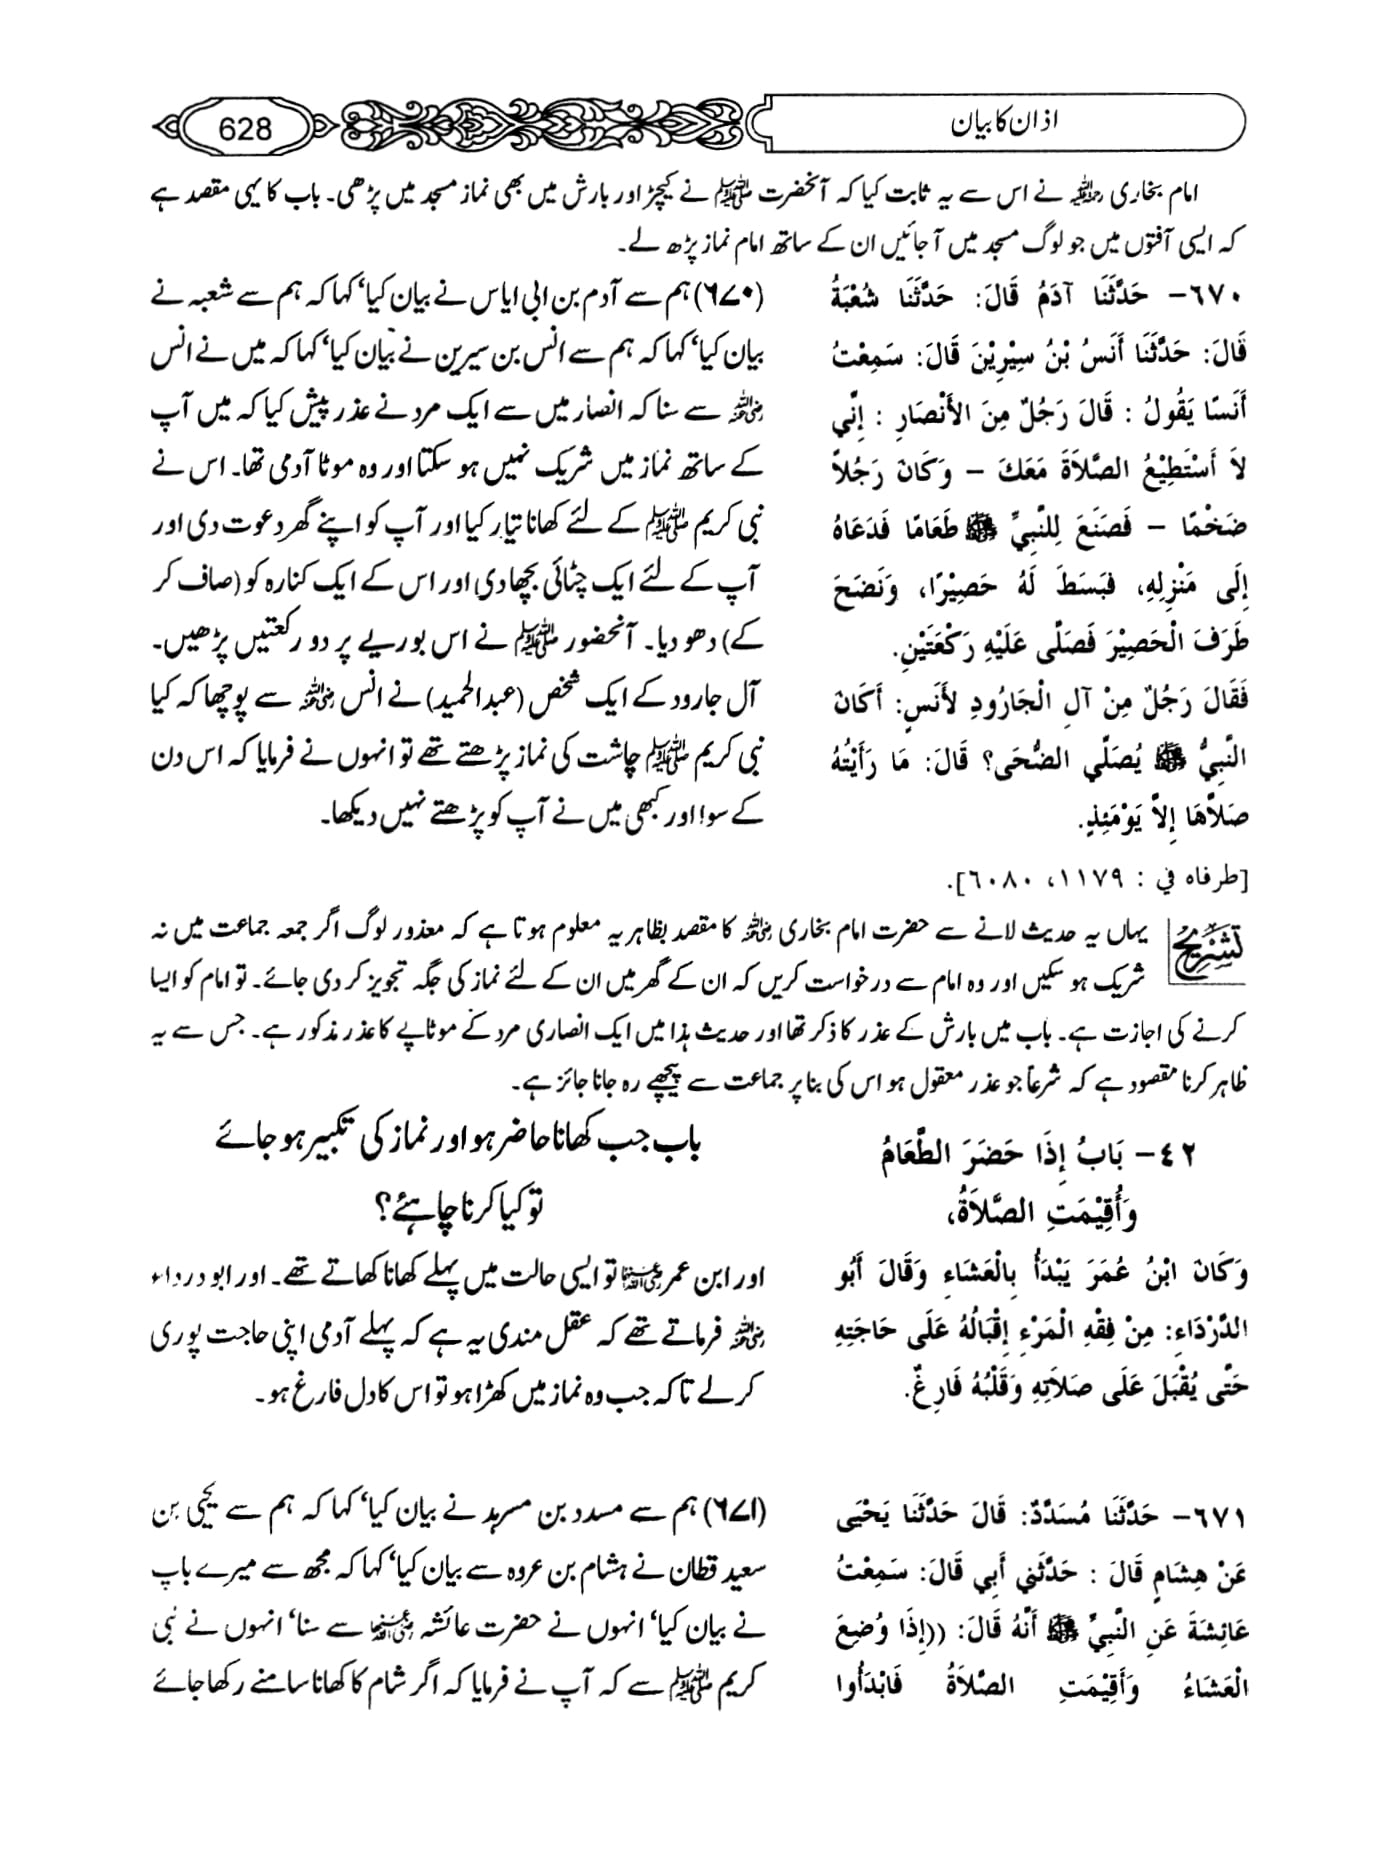 اذان کا بیان
628
امام بخاری رحمۃ اللہ علیہ نے اس سے یہ ثابت کیا کہ آنحضرت ﷺ نے کیچڑ اور بارش میں بھی نماز مسجد میں پڑھی۔ باب کا یہی مقصد ہے
کہ ایسی آفتوں میں جو لوگ مسجد میں آجائیں ان کے ساتھ امام نماز پڑھ لے۔
٦٧٠- حَدَّثَنَا آدَمُ قَالَ: حَدَّثَنَا شُعْبَةُ
قَالَ: حَدَّثَنَا أَنَسُ بْنُ سِيْرِيْنَ قَالَ: سَمِعْتُ
أَنَسًا يَقُولُ : قَالَ رَجُلٌ مِنَ الأَنْصَارِ : إِنِّي
لاَ أَسْتَطِيْعُ الصَّلاَةَ مَعَكَ - وَكَانَ رَجُلاً
ضَخْمًا - فَصَنَعَ لِلنَّبِيِّ ﷺ طَعَامًا فَدَعَاهُ
إِلَى مَنْزِلِهِ، فَبَسَطَ لَهُ حَصِيْرًا، وَنَضَحَ
طَرَفَ الْحَصِيْرَ فَصَلَّى عَلَيْهِ رَكْعَتَيْنِ.
فَقَالَ رَجُلٌ مِنْ آلِ الْجَارُودِ لأَنَسٍ: أَكَانَ
النَّبِيُّ ﷺ يُصَلِّي الضُّحَى؟ قَالَ: مَا رَأَيْتُهُ
صَلاَّهَا إِلاَّ يَوْمَئِذٍ.
[طرفاه في : ١١٧٩، ٦٠٨٠].
(۶۷۰) ہم سے آدم بن ابی ایاس نے بیان کیا، کہا کہ ہم سے شعبہ نے
بیان کیا، کہا کہ ہم سے انس بن سیرین نے بیان کیا، کہا کہ میں نے انس
رضی اللہ عنہ سے سنا کہ انصار میں سے ایک مرد نے عذر پیش کیا کہ میں آپ
کے ساتھ نماز میں شریک نہیں ہو سکتا اور وہ موٹا آدمی تھا۔ اس نے
نبی کریم ﷺ کے لئے کھانا تیار کیا اور آپ کو اپنے گھر دعوت دی اور
آپ کے لئے ایک چٹائی بچھا دی اور اس کے ایک کنارہ کو (صاف کر
کے) دھو دیا۔ آنحضور ﷺ نے اس بوریے پر دو رکعتیں پڑھیں۔
آل جارود کے ایک شخص (عبدالحمید) نے انس رضی اللہ عنہ سے پوچھا کہ کیا
نبی کریم ﷺ چاشت کی نماز پڑھتے تھے تو انہوں نے فرمایا کہ اس دن
کے سوا اور کبھی میں نے آپ کو پڑھتے نہیں دیکھا۔
تشریح
یہاں یہ حدیث لانے سے حضرت امام بخاری رضی اللہ عنہ کا مقصد بظاہر یہ معلوم ہوتا ہے کہ معذور لوگ اگر جمعہ جماعت میں نہ
شریک ہو سکیں اور وہ امام سے درخواست کریں کہ ان کے گھر میں ان کے لئے نماز کی جگہ تجویز کر دی جائے۔ تو امام کو ایسا
کرنے کی اجازت ہے۔ باب میں بارش کے عذر کا ذکر تھا اور حدیث ہذا میں ایک انصاری مرد کے موٹاپے کا عذر مذکور ہے۔ جس سے یہ
ظاہر کرنا مقصود ہے کہ شرعاً جو عذر معقول ہو اس کی بنا پر جماعت سے پیچھے رہ جانا جائز ہے۔
٤٢- بَابُ إِذَا حَضَرَ الطَّعَامُ
وَأُقِيْمَتِ الصَّلاَةُ،
وَكَانَ ابْنُ عُمَرَ يَبْدَأُ بِالْعَشَاءِ وَقَالَ أَبُو
الدَّرْدَاءِ: مِنْ فِقْهِ الْمَرْءِ إِقْبَالُهُ عَلَى حَاجَتِهِ
حَتَّى يُقْبَلَ عَلَى صَلاَتِهِ وَقَلْبُهُ فَارِغٌ.
باب جب کھانا حاضر ہو اور نماز کی تکبیر ہو جائے
تو کیا کرنا چاہئے؟
اور ابن عمر رضی اللہ عنہما تو ایسی حالت میں پہلے کھانا کھاتے تھے۔ اور ابو درداء
رضی اللہ عنہ فرماتے تھے کہ عقل مندی یہ ہے کہ پہلے آدمی اپنی حاجت پوری
کرلے تاکہ جب وہ نماز میں کھڑا ہو تو اس کا دل فارغ ہو۔
٦٧١- حَدَّثَنَا مُسَدَّدٌ: قَالَ حَدَّثَنَا يَحْيَى
عَنْ هِشَامٍ قَالَ : حَدَّثَنِي أَبِي قَالَ: سَمِعْتُ
عَائِشَةَ عَنِ النَّبِيِّ ﷺ أَنَّهُ قَالَ: ((إِذَا وُضِعَ
الْعَشَاءُ وَأُقِيْمَتِ الصَّلاَةُ فَابْدَأُوا
(۶۷۱) ہم سے مسدد بن مسرہد نے بیان کیا، کہا کہ ہم سے یحیٰی بن
سعید قطان نے ہشام بن عروہ سے بیان کیا، کہا کہ مجھ سے میرے باپ
نے بیان کیا، انہوں نے حضرت عائشہ رضی اللہ عنہا سے سنا، انہوں نے نبی
کریم ﷺ سے کہ آپ نے فرمایا کہ اگر شام کا کھانا سامنے رکھا جائے